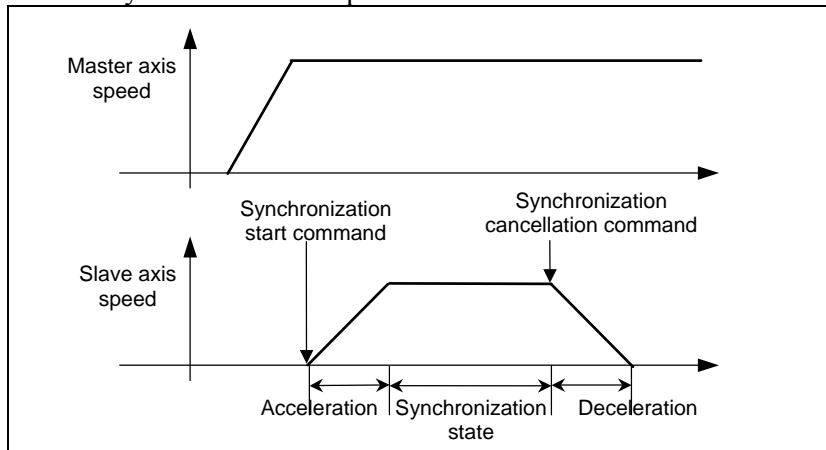 Master axis
speed
Synchronization
start command
Synchronization
cancellation command
Slave axis
speed
Acceleration
Synchronization
state
Deceleration